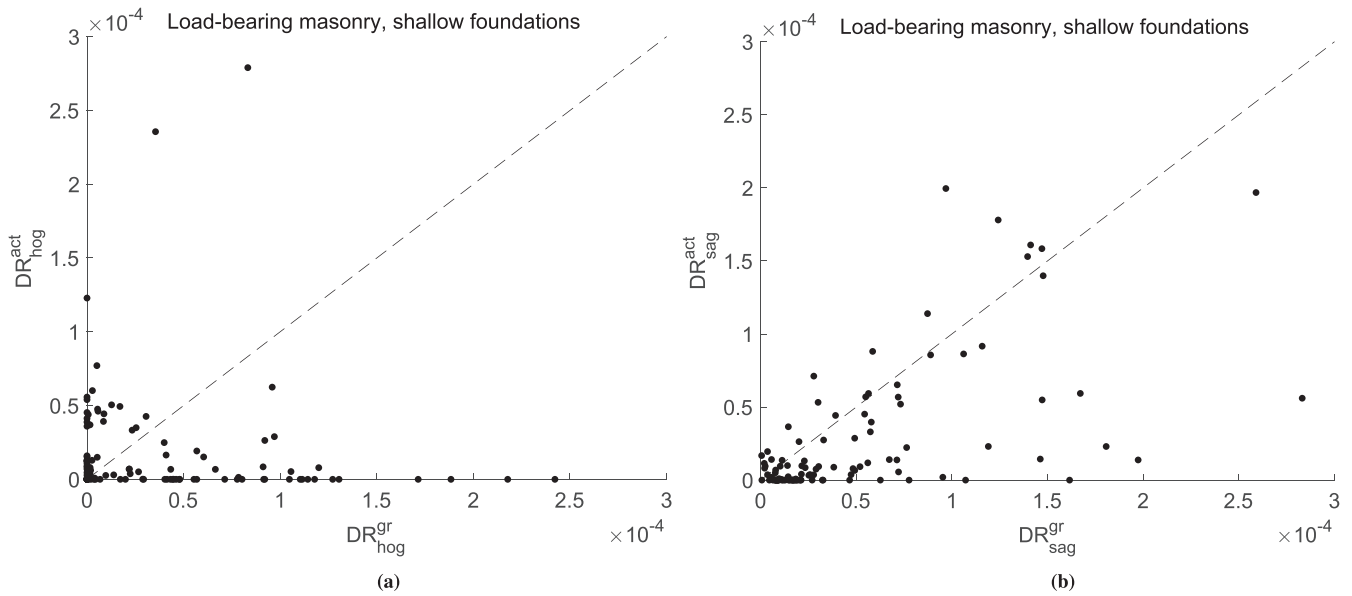 ×10⁻⁴ Load-bearing masonry, shallow foundations
3
2.5
2
1.5
1
0.5
0
DR^act_hog
0 0.5 1 1.5 2 2.5 3
DR^gr_hog ×10⁻⁴
(a)
×10⁻⁴ Load-bearing masonry, shallow foundations
3
2.5
2
1.5
1
0.5
0
DR^act_sag
0 0.5 1 1.5 2 2.5 3
DR^gr_sag ×10⁻⁴
(b)